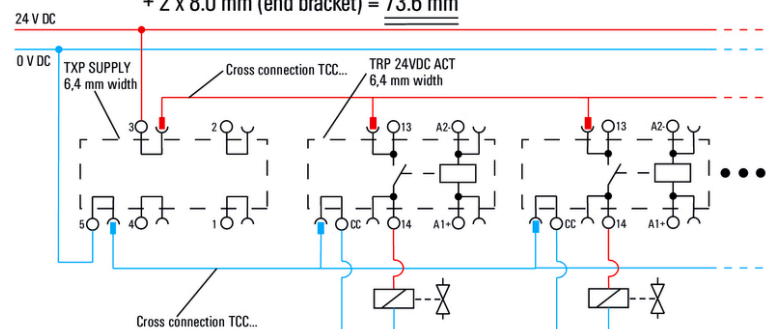 + 2 x 8.0 mm (end bracket) = 73.6 mm
24 V DC
0 V DC
TXP SUPPLY
6,4 mm width
Cross connection TCC...
TRP 24VDC ACT
6,4 mm width
3
2
13
A2-
13
A2-
5
4
1
CC
14
A1+
CC
14
A1+
Cross connection TCC...